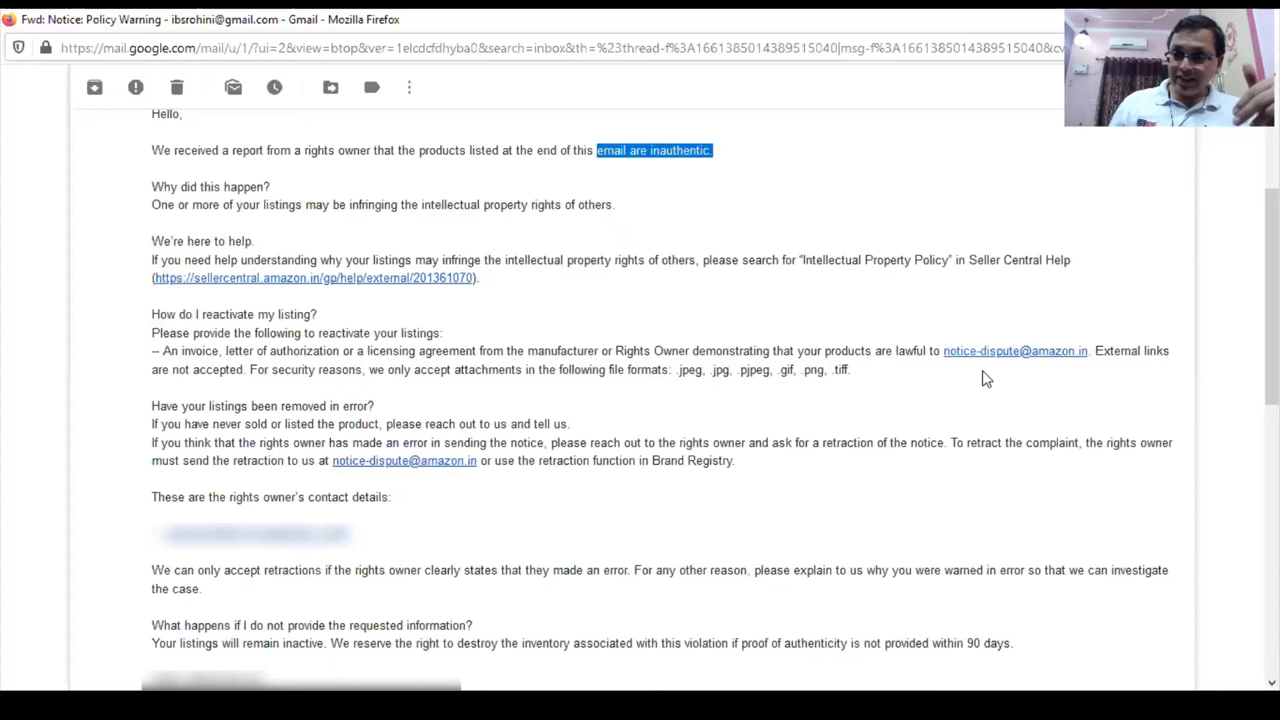 Fwd: Notice: Policy Warning - ibsrohini@gmail.com - Gmail - Mozilla Firefox
https://mail.google.com/mail/u/1/?ui=2&view=btop&ver=1elcdcfdhyba0&search=inbox&th=%23thread-f%3A1661385014389515040|msg-f%3A1661385014389515040&cv
Hello,
We received a report from a rights owner that the products listed at the end of this email are inauthentic.
Why did this happen?
One or more of your listings may be infringing the intellectual property rights of others.
We're here to help.
If you need help understanding why your listings may infringe the intellectual property rights of others, please search for “Intellectual Property Policy” in Seller Central Help
(https://sellercentral.amazon.in/gp/help/external/201361070).
How do I reactivate my listing?
Please provide the following to reactivate your listings:
-- An invoice, letter of authorization or a licensing agreement from the manufacturer or Rights Owner demonstrating that your products are lawful to notice-dispute@amazon.in. External links
are not accepted. For security reasons, we only accept attachments in the following file formats: .jpeg, .jpg, .pjpeg, .gif, .png, .tiff.
Have your listings been removed in error?
If you have never sold or listed the product, please reach out to us and tell us.
If you think that the rights owner has made an error in sending the notice, please reach out to the rights owner and ask for a retraction of the notice. To retract the complaint, the rights owner
must send the retraction to us at notice-dispute@amazon.in or use the retraction function in Brand Registry.
These are the rights owner's contact details:
We can only accept retractions if the rights owner clearly states that they made an error. For any other reason, please explain to us why you were warned in error so that we can investigate
the case.
What happens if I do not provide the requested information?
Your listings will remain inactive. We reserve the right to destroy the inventory associated with this violation if proof of authenticity is not provided within 90 days.